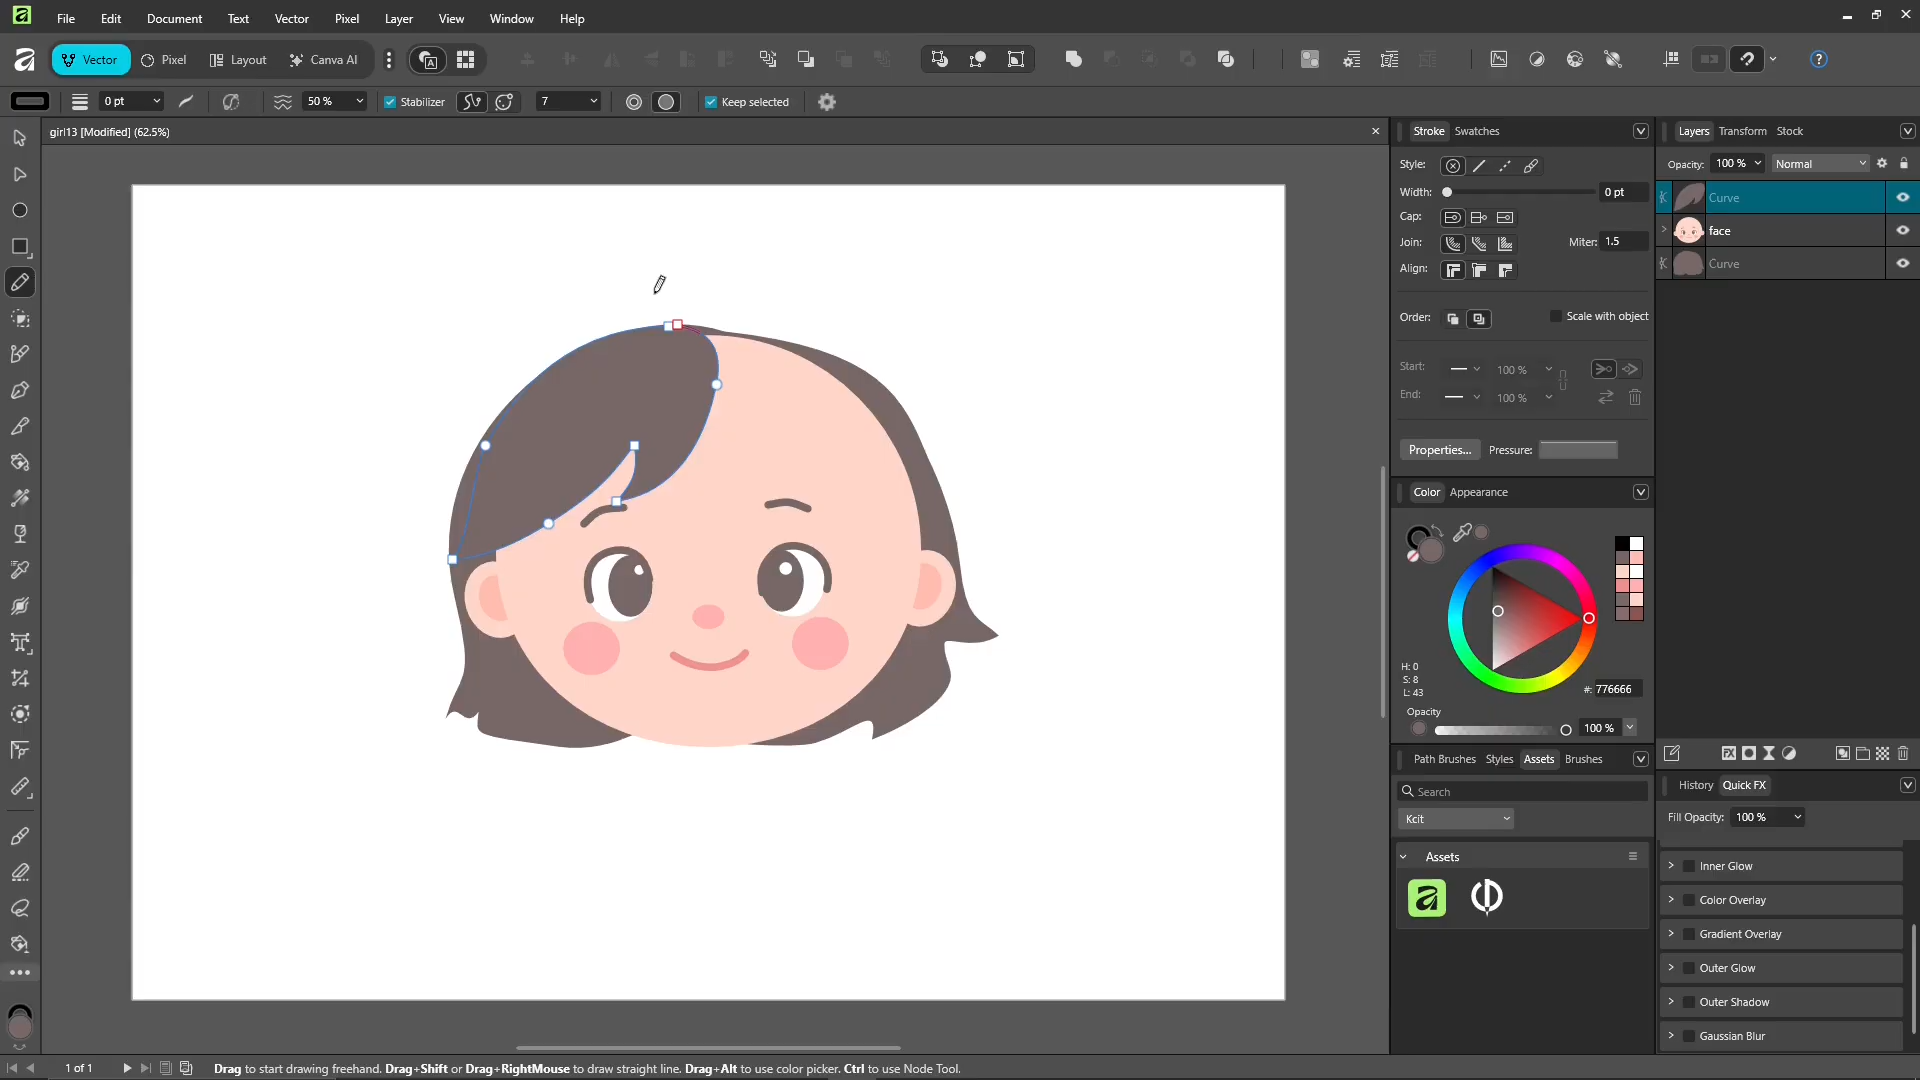 File Edit Document Text Vector Pixel Layer View Window Help
Vector Pixel Layout Canva AI
0 pt 50 % Stabilizer 7 Keep selected
girl13 [Modified] (62.5%)
Stroke Swatches
Style:
Width: 0 pt
Cap:
Join: Miter: 1.5
Align:
Order: Scale with object
Start: 100 %
End: 100 %
Properties... Pressure:
Color Appearance
H: 0
S: 8
L: 43
#: 776666
Opacity
100 %
Path Brushes Styles Assets Brushes
Search
Kcit
Assets
Layers Transform Stock
Opacity: 100 % Normal
Curve
face
Curve
History Quick FX
Fill Opacity: 100 %
Inner Glow
Color Overlay
Gradient Overlay
Outer Glow
Outer Shadow
Gaussian Blur
1 of 1 Drag to start drawing freehand. Drag+Shift or Drag+RightMouse to draw straight line. Drag+Alt to use color picker. Ctrl to use Node Tool.